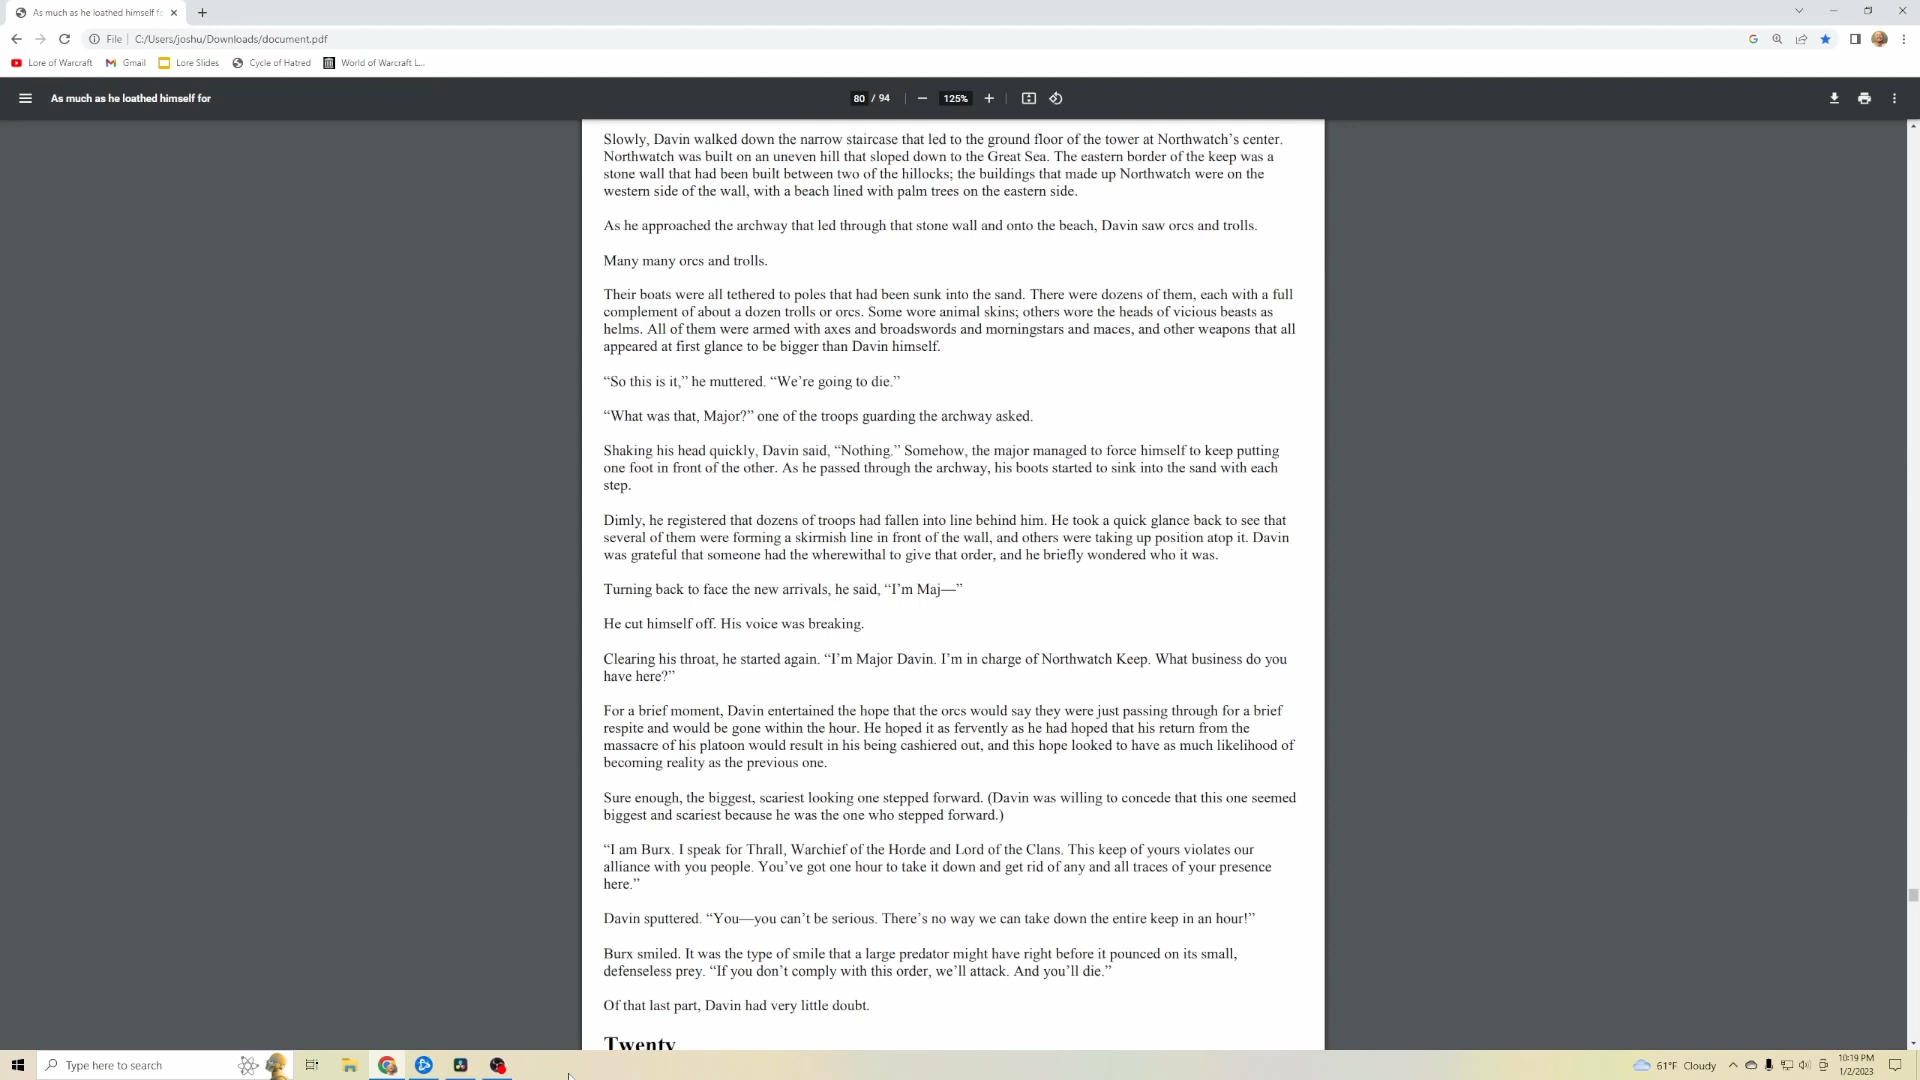 As much as he loathed himself fo
File
C:/Users/joshu/Downloads/document.pdf
Lore of Warcraft
Gmail
Lore Slides
Cycle of Hatred
World of Warcraft L...
As much as he loathed himself for
80 / 94
125%
Slowly, Davin walked down the narrow staircase that led to the ground floor of the tower at Northwatch’s center.
Northwatch was built on an uneven hill that sloped down to the Great Sea. The eastern border of the keep was a
stone wall that had been built between two of the hillocks; the buildings that made up Northwatch were on the
western side of the wall, with a beach lined with palm trees on the eastern side.
As he approached the archway that led through that stone wall and onto the beach, Davin saw orcs and trolls.
Many many orcs and trolls.
Their boats were all tethered to poles that had been sunk into the sand. There were dozens of them, each with a full
complement of about a dozen trolls or orcs. Some wore animal skins; others wore the heads of vicious beasts as
helms. All of them were armed with axes and broadswords and morningstars and maces, and other weapons that all
appeared at first glance to be bigger than Davin himself.
“So this is it,” he muttered. “We’re going to die.”
“What was that, Major?” one of the troops guarding the archway asked.
Shaking his head quickly, Davin said, “Nothing.” Somehow, the major managed to force himself to keep putting
one foot in front of the other. As he passed through the archway, his boots started to sink into the sand with each
step.
Dimly, he registered that dozens of troops had fallen into line behind him. He took a quick glance back to see that
several of them were forming a skirmish line in front of the wall, and others were taking up position atop it. Davin
was grateful that someone had the wherewithal to give that order, and he briefly wondered who it was.
Turning back to face the new arrivals, he said, “I’m Maj—”
He cut himself off. His voice was breaking.
Clearing his throat, he started again. “I’m Major Davin. I’m in charge of Northwatch Keep. What business do you
have here?”
For a brief moment, Davin entertained the hope that the orcs would say they were just passing through for a brief
respite and would be gone within the hour. He hoped it as fervently as he had hoped that his return from the
massacre of his platoon would result in his being cashiered out, and this hope looked to have as much likelihood of
becoming reality as the previous one.
Sure enough, the biggest, scariest looking one stepped forward. (Davin was willing to concede that this one seemed
biggest and scariest because he was the one who stepped forward.)
“I am Burx. I speak for Thrall, Warchief of the Horde and Lord of the Clans. This keep of yours violates our
alliance with you people. You’ve got one hour to take it down and get rid of any and all traces of your presence
here.”
Davin sputtered. “You—you can’t be serious. There’s no way we can take down the entire keep in an hour!”
Burx smiled. It was the type of smile that a large predator might have right before it pounced on its small,
defenseless prey. “If you don’t comply with this order, we’ll attack. And you’ll die.”
Of that last part, Davin had very little doubt.
Twenty
Type here to search
61°F Cloudy
10:19 PM
1/2/2023